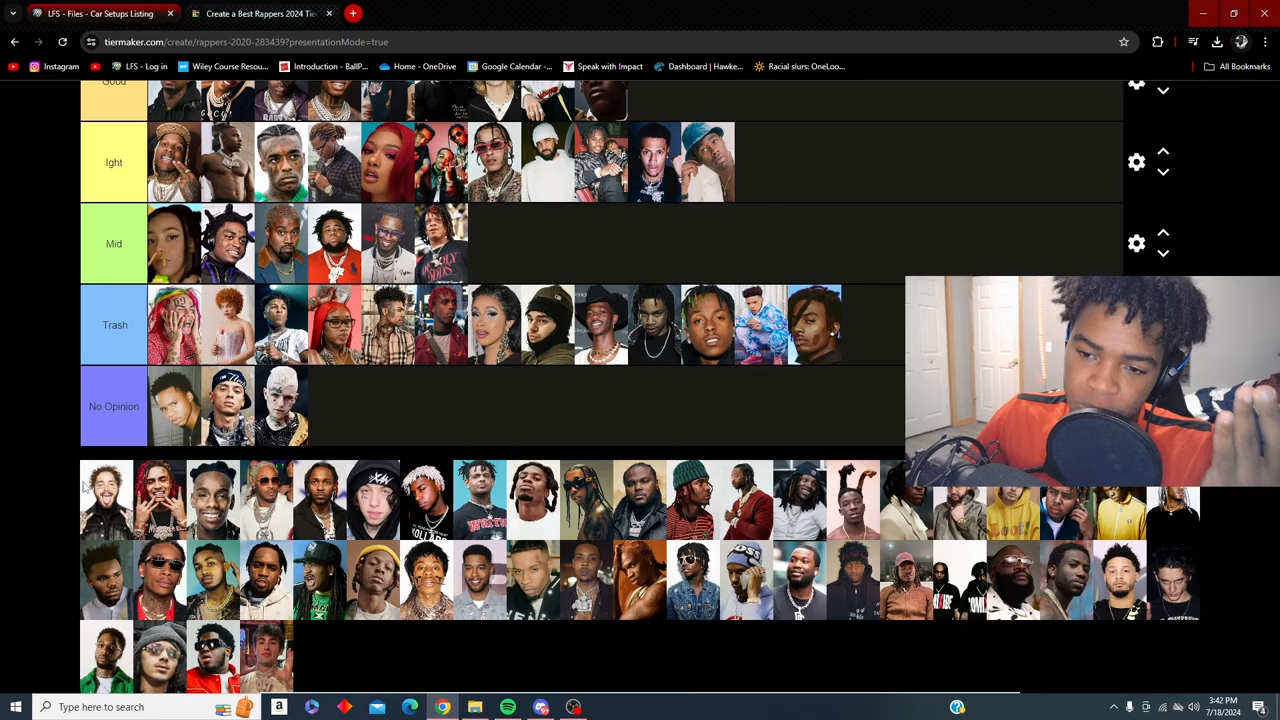 LFS - Files - Car Setups Listing
Create a Best Rappers 2024 Tie
tiermaker.com/create/rappers-2020-283439?presentationMode=true
Instagram
LFS - Log in
Wiley Course Resou...
Introduction - BallP...
Home - OneDrive
Google Calendar -...
Speak with Impact
Dashboard | Hawke...
Racial slurs: OneLoo...
All Bookmarks
Good
Ight
Mid
Trash
No Opinion
Type here to search
3:42 PM
7/18/2024
4